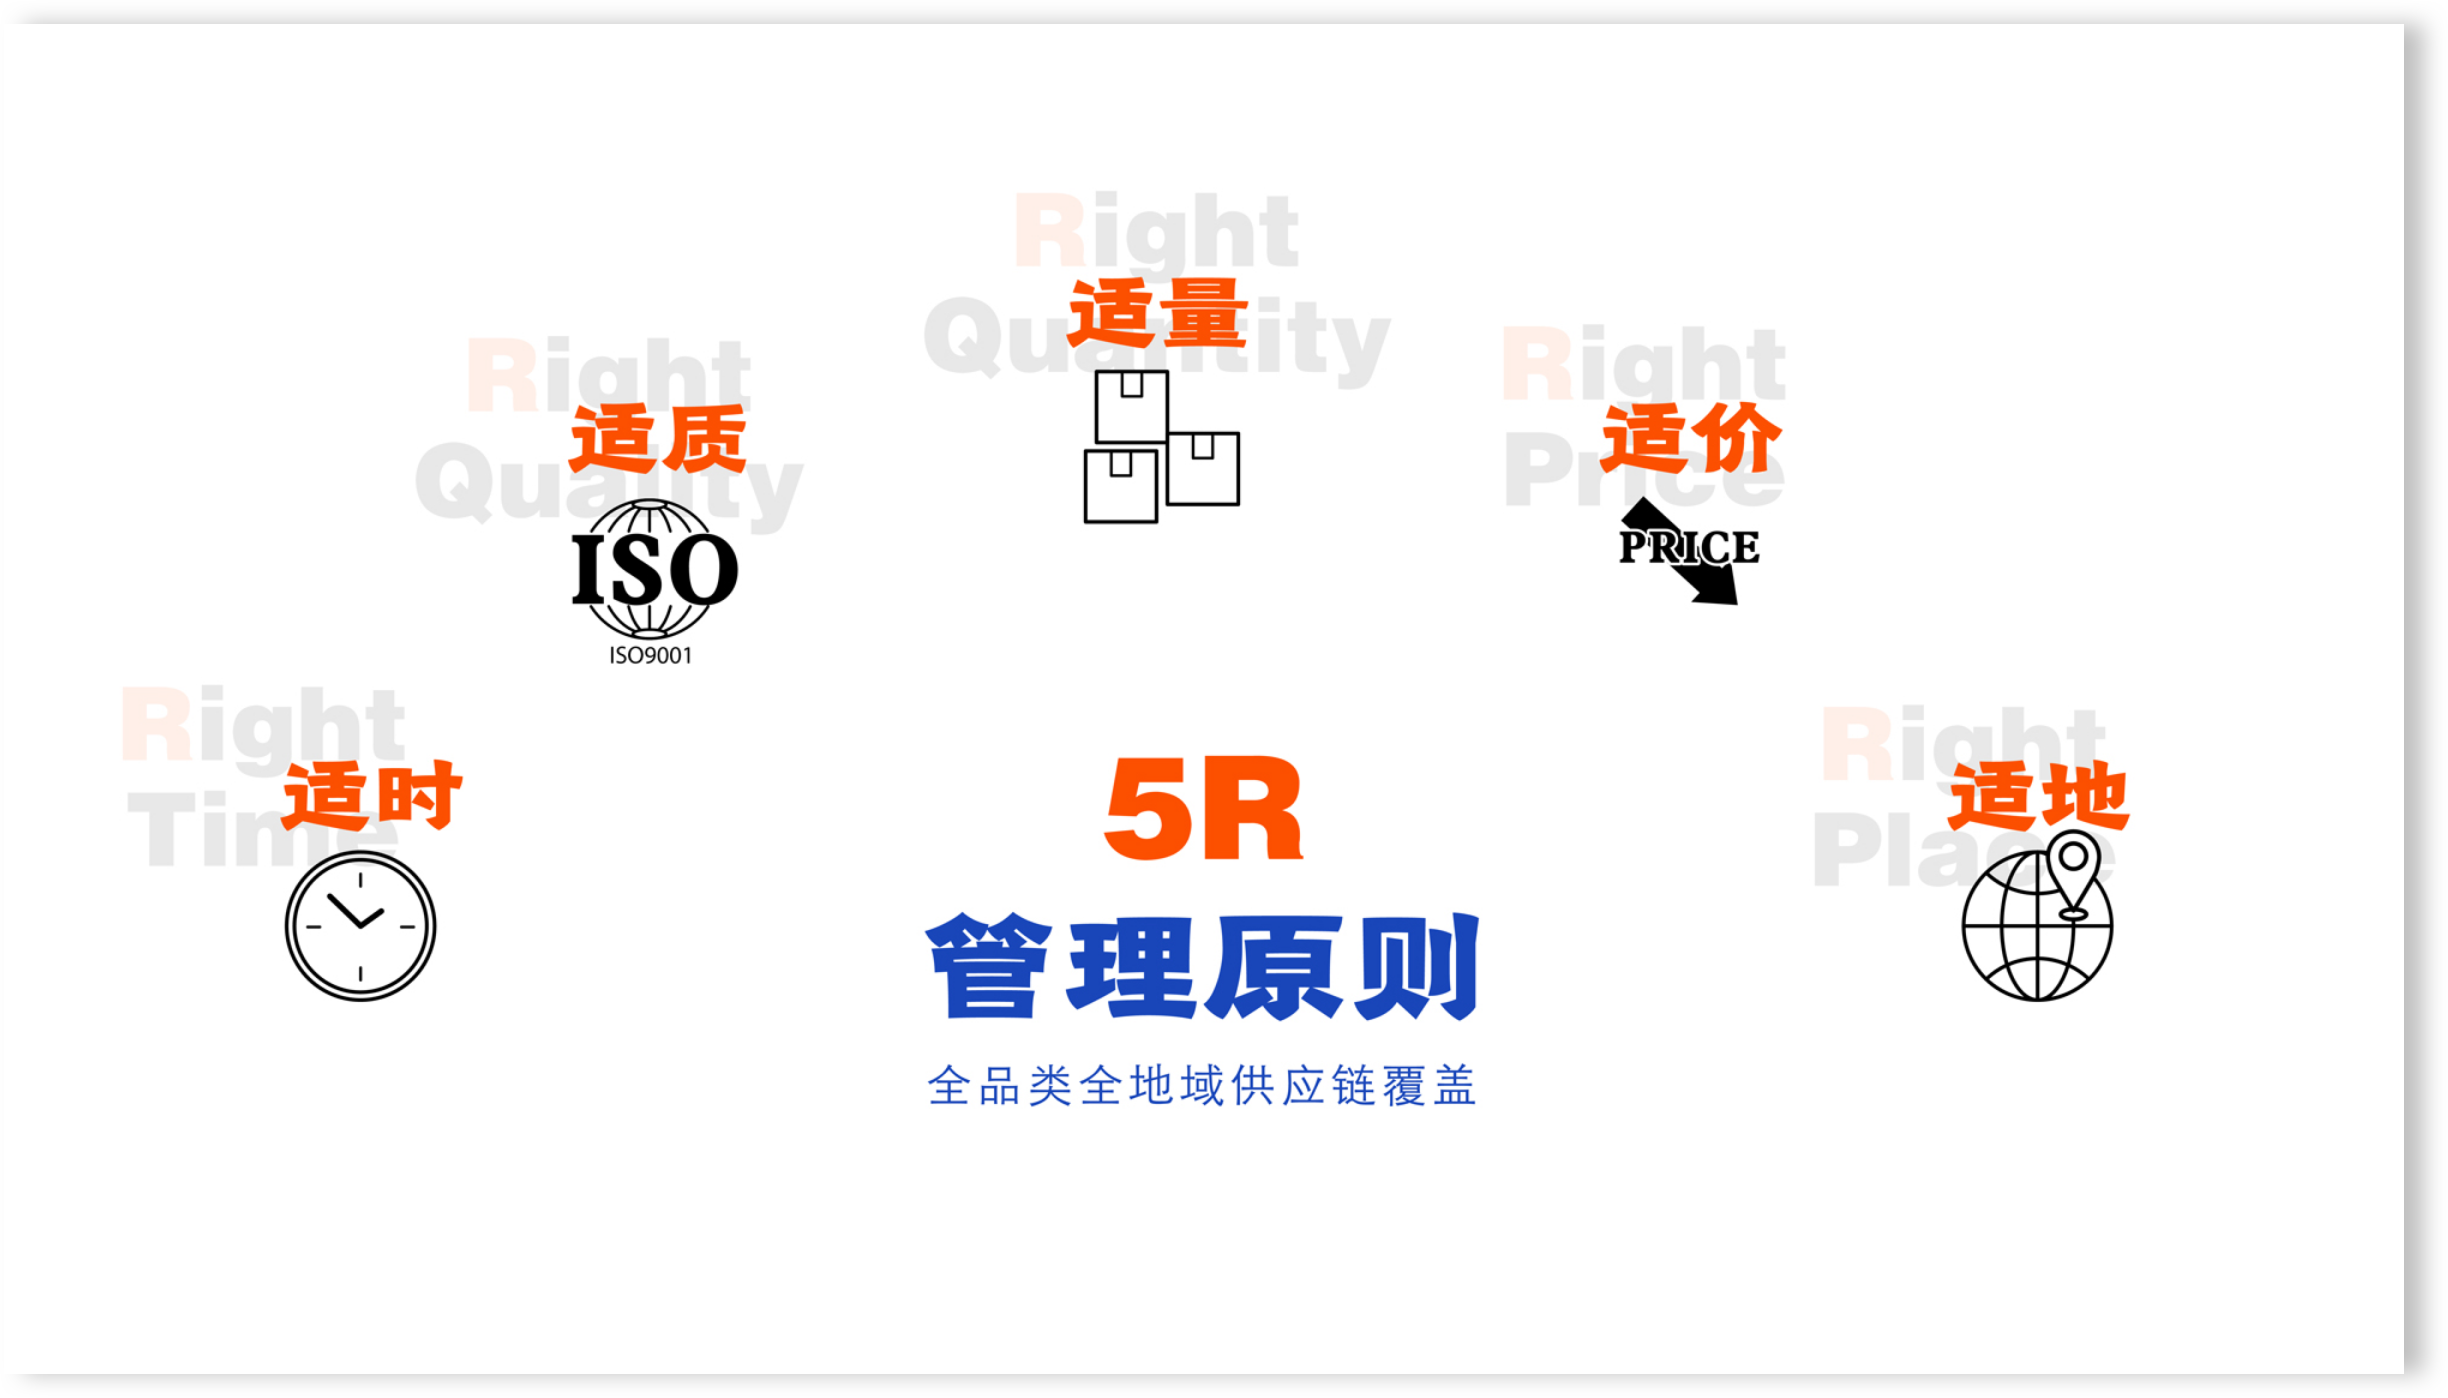 Right
Quantity
适量
Right
Quality
适质
ISO
ISO9001
Right
Price
适价
PRICE
Right
Time
适时
Right
Place
适地
5R
管理原则
全品类全地域供应链覆盖